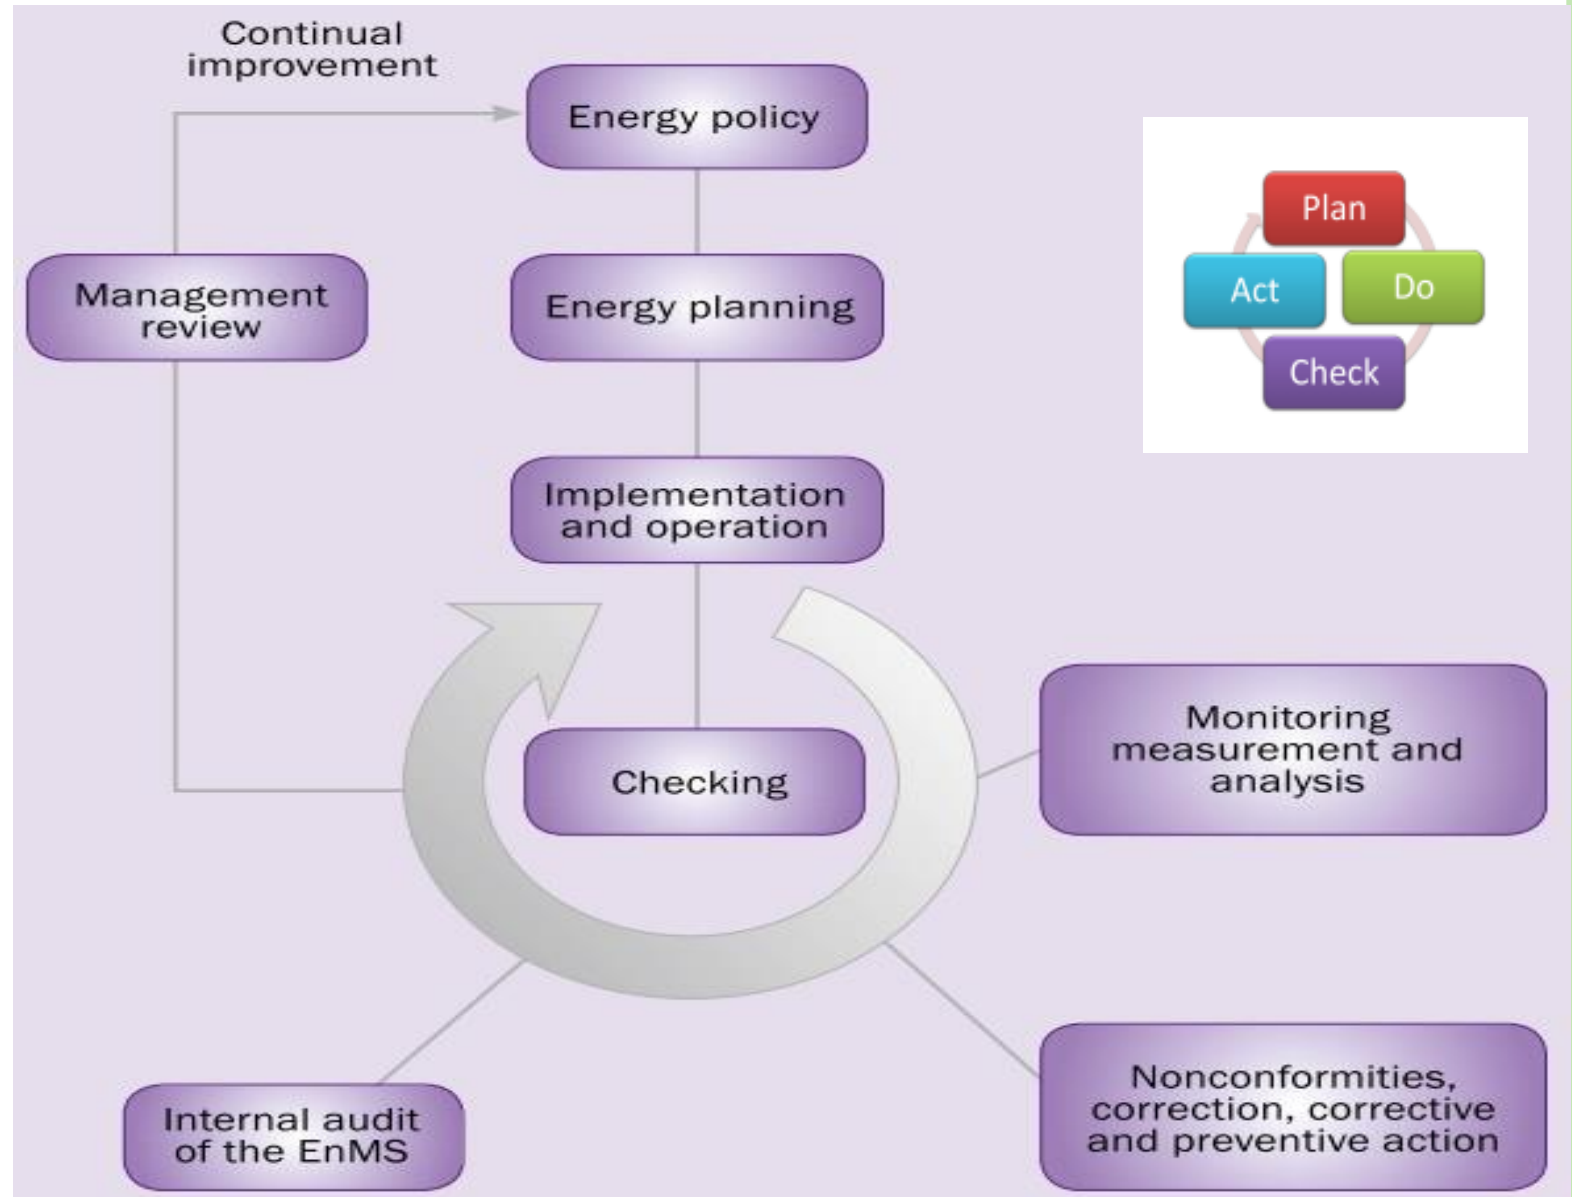 Continual
improvement
Energy policy
Plan
Act
Do
Check
Management
review
Energy planning
Implementation
and operation
Monitoring
measurement and
analysis
Checking
Internal audit
of the EnMS
Nonconformities,
correction, corrective
and preventive action